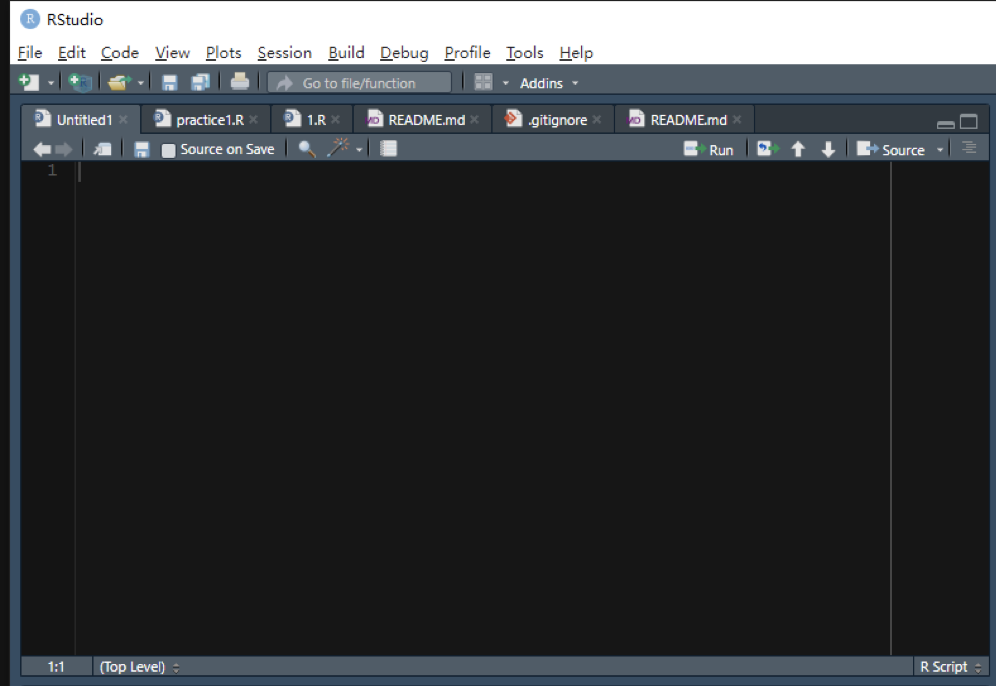 RStudio
File Edit Code View Plots Session Build Debug Profile Tools Help
Go to file/function Addins
Untitled1 practice1.R 1.R README.md .gitignore README.md
Source on Save Run Source
1
1:1 (Top Level) R Script